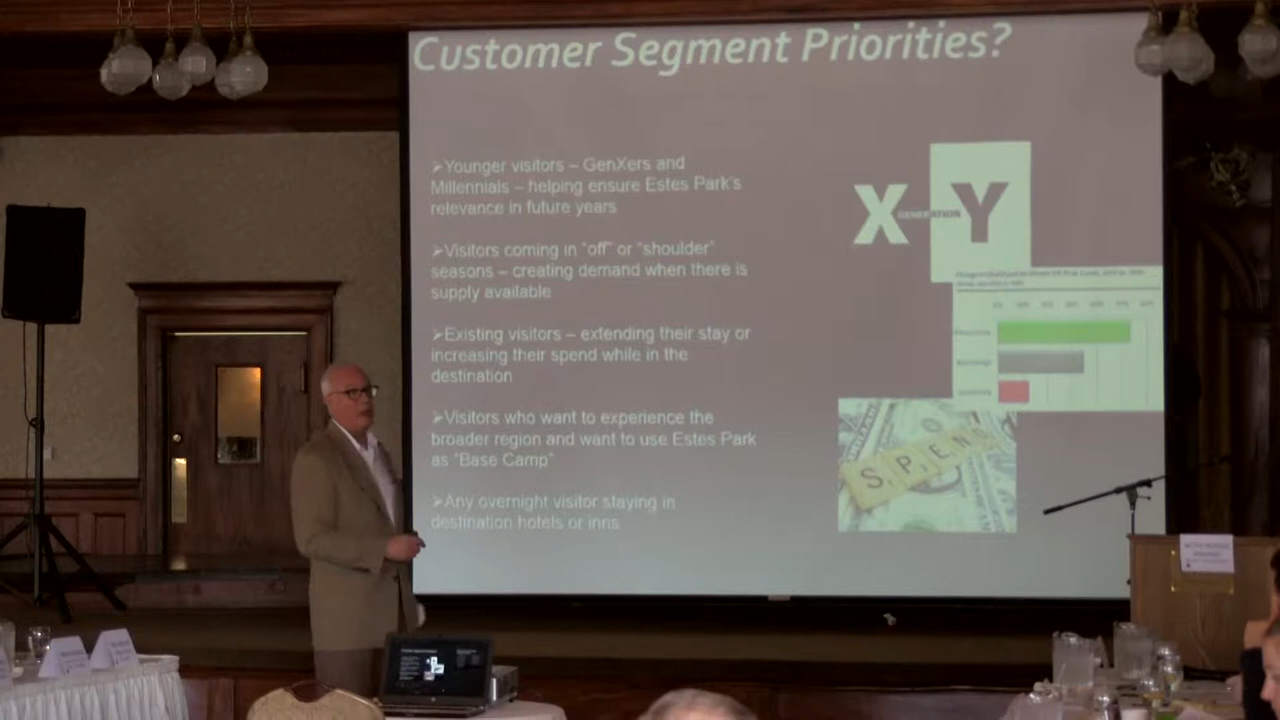 Customer Segment Priorities?
➢Younger visitors – GenXers and
Millennials – helping ensure Estes Park's
relevance in future years
➢Visitors coming in "off" or "shoulder"
seasons – creating demand when there is
supply available
➢Existing visitors – extending their stay or
increasing their spend while in the
destination
➢Visitors who want to experience the
broader region and want to use Estes Park
as "Base Camp"
➢Any overnight visitor staying in
destination hotels or inns
X GENERATION Y
SPEND